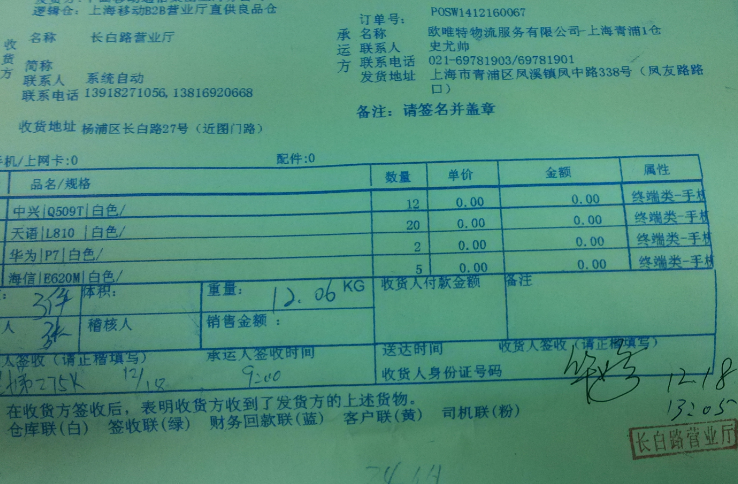 逻辑仓：上海移动B2B营业厅直供良品仓
收货方
名称 长白路营业厅
简称
联系人 系统自动
联系电话 13918271056,13816920668
收货地址 杨浦区长白路27号（近图门路）
订单号: POSW1412160067
承运方
名称 欧唯特物流服务有限公司-上海青浦1仓
联系人 史尤帅
联系电话 021-69781903/69781901
发货地址 上海市青浦区凤溪镇凤中路338号（凤友路路
口）
备注：请签名并盖章
手机/上网卡:0 配件:0
品名/规格 数量 单价 金额 属性
中兴|Q509T|白色/ 12 0.00 0.00 终端类-手机
天语|L810 |白色/ 20 0.00 0.00 终端类-手机
华为|P7|白色/ 2 0.00 0.00 终端类-手机
海信|E620M|白色/ 5 0.00 0.00 终端类-手机
3件 体积: 重量: 12.06 KG 收货人付款金额 备注
人 稽核人 销售金额：
人签收（请正楷填写） 承运人签收时间 送达时间 收货人签收（请正楷填写）
275K 9:00 收货人身份证号码
12.18
13:05
在收货方签收后，表明收货方收到了发货方的上述货物。
仓库联(白) 签收联(绿) 财务回款联(蓝) 客户联(黄) 司机联(粉)
长白路营业厅